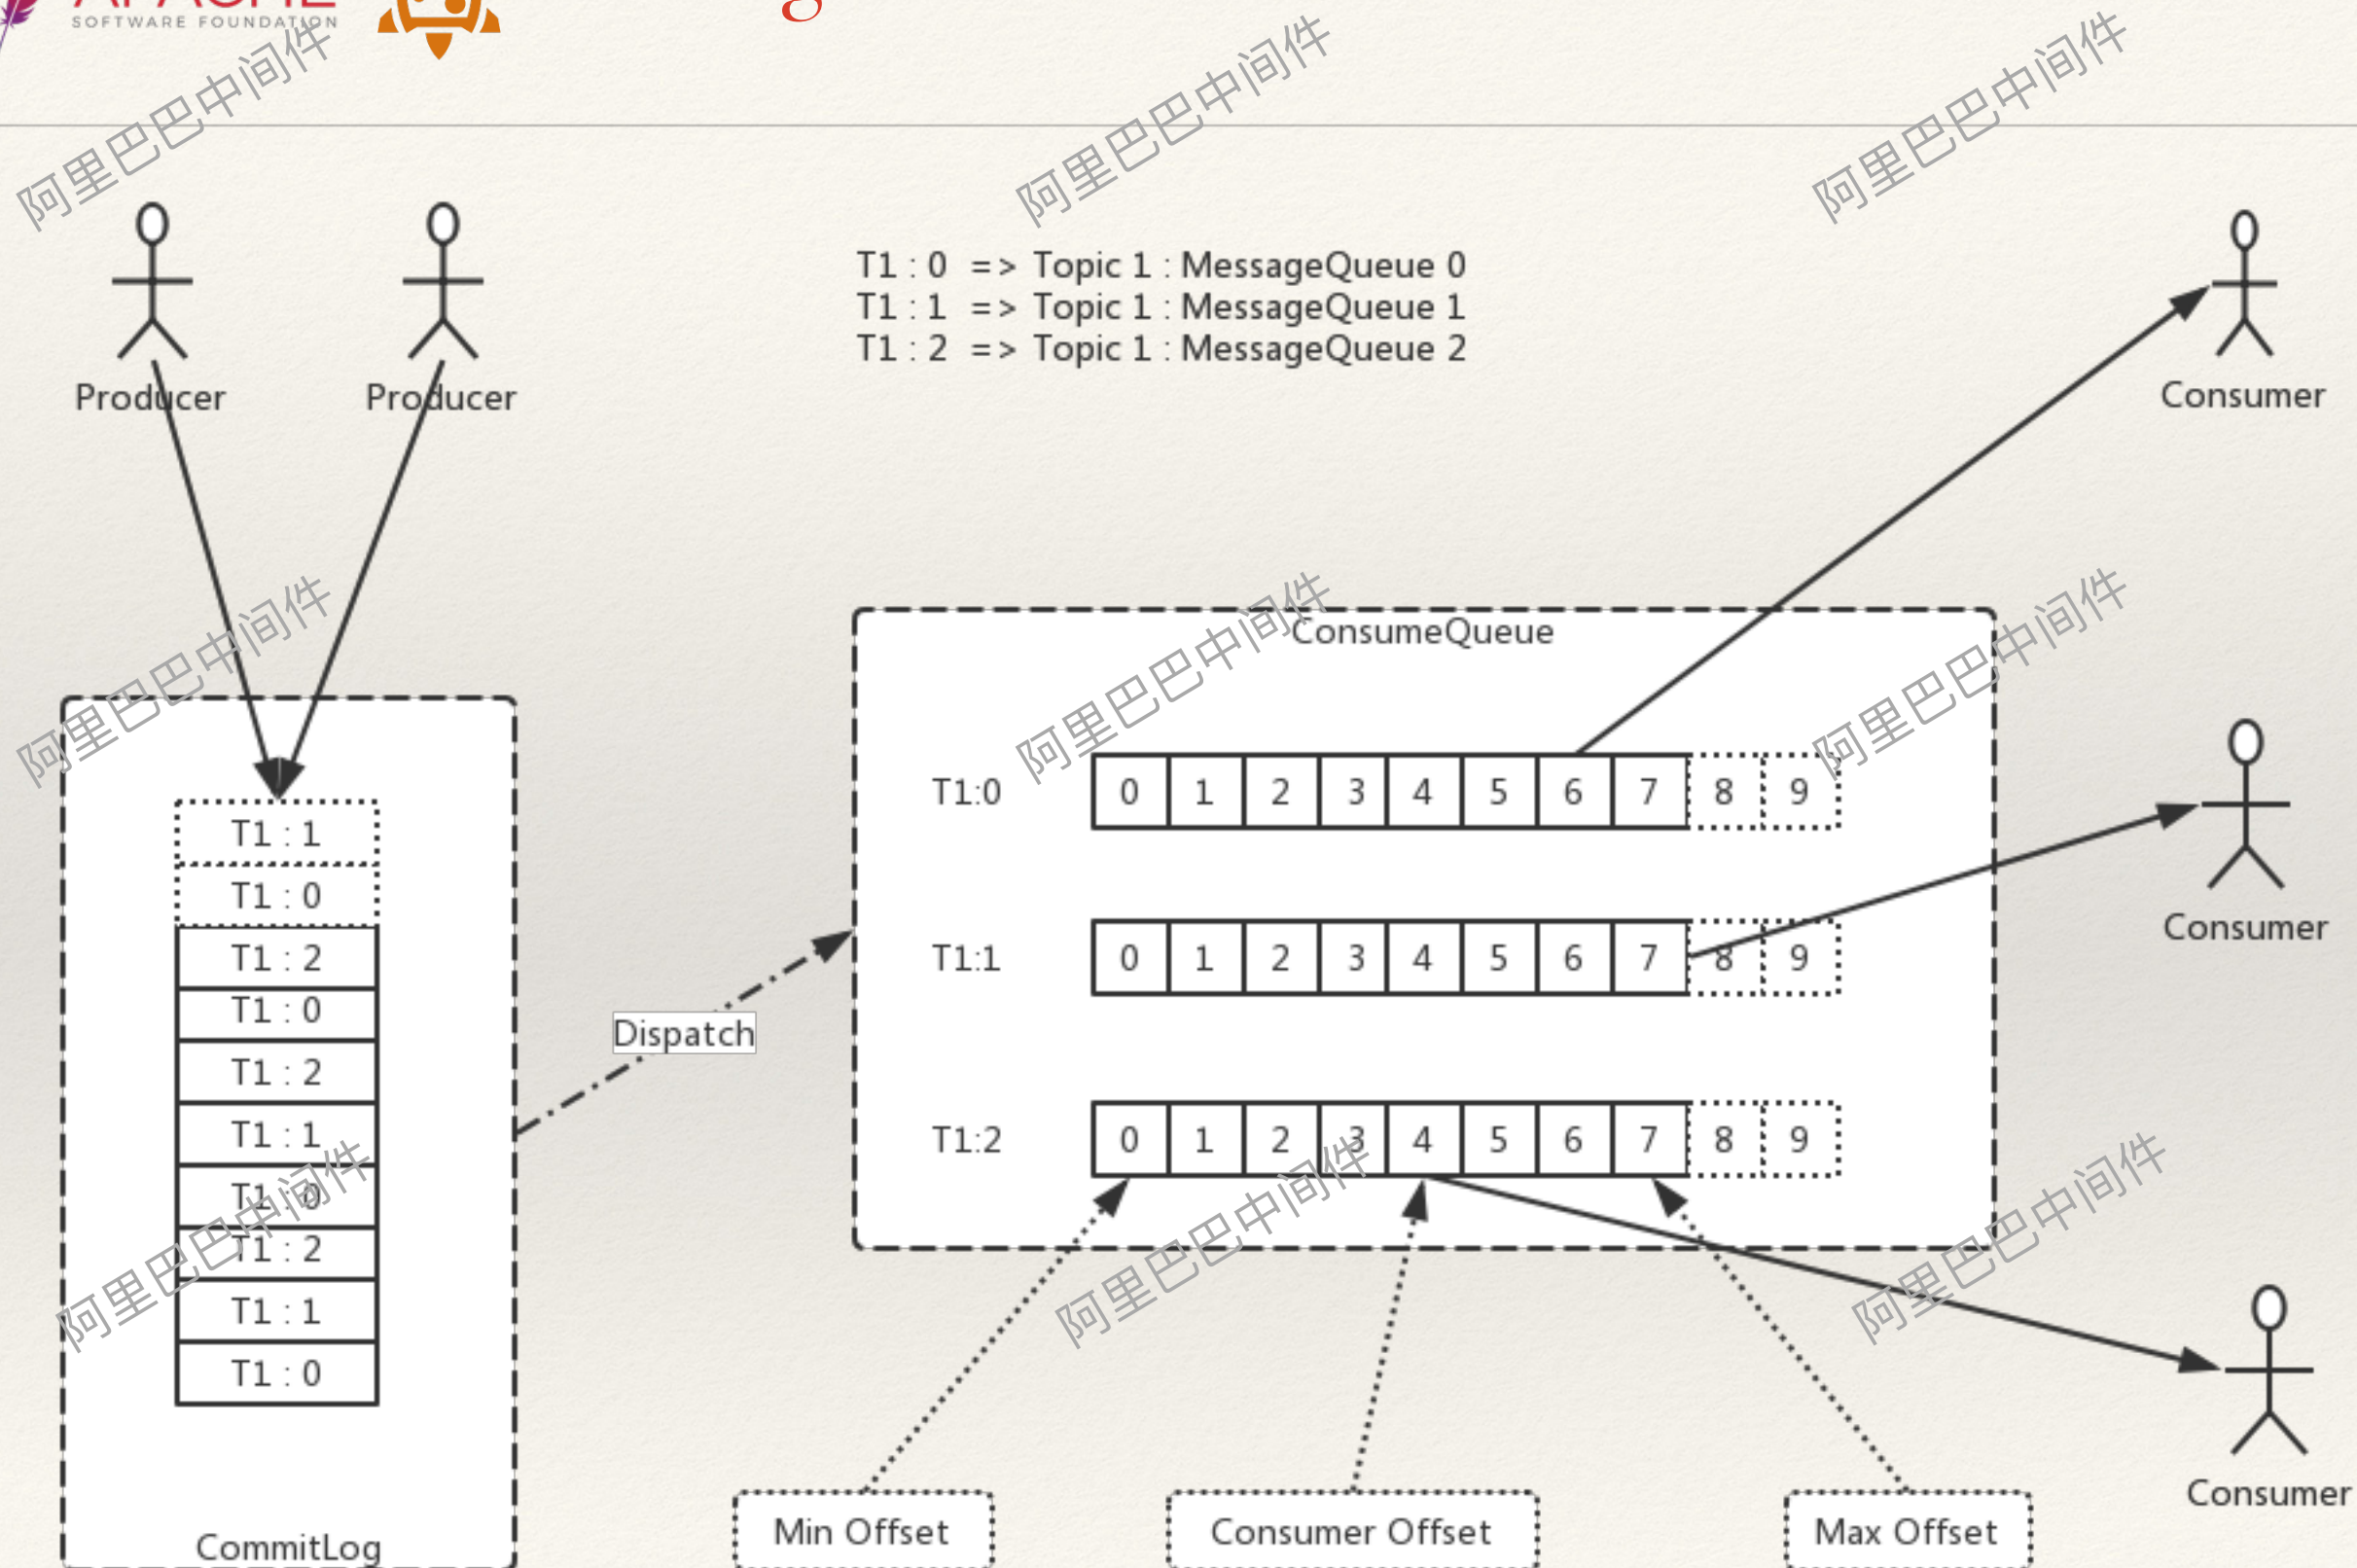 SOFTWARE FOUNDATION
阿里巴巴中间件
阿里巴巴中间件
阿里巴巴中间件
T1 : 0 => Topic 1 : MessageQueue 0
T1 : 1 => Topic 1 : MessageQueue 1
T1 : 2 => Topic 1 : MessageQueue 2
Producer
Producer
Consumer
阿里巴巴中间件
阿里巴巴中间件
阿里巴巴中间件
ConsumeQueue
T1:0 0 1 2 3 4 5 6 7 8 9
T1:1 0 1 2 3 4 5 6 7 8 9
T1:2 0 1 2 3 4 5 6 7 8 9
Consumer
Dispatch
T1 : 1
T1 : 0
T1 : 2
T1 : 0
T1 : 2
T1 : 1
T1 : 0
T1 : 2
T1 : 1
T1 : 0
CommitLog
阿里巴巴中间件
阿里巴巴中间件
阿里巴巴中间件
Min Offset
Consumer Offset
Max Offset
Consumer